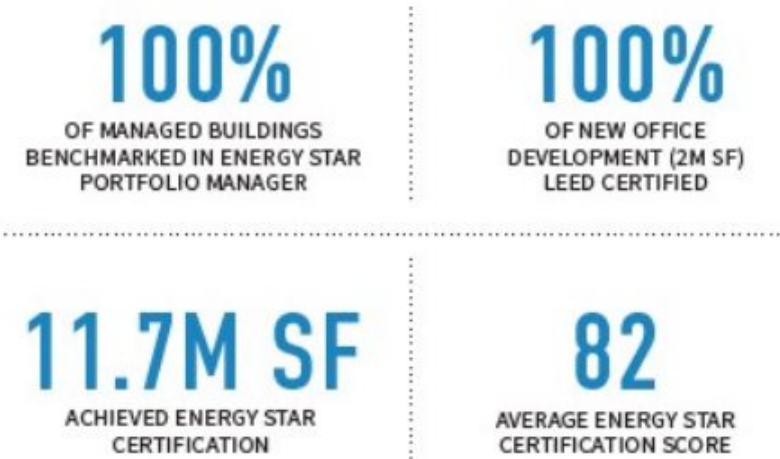 100%
OF MANAGED BUILDINGS
BENCHMARKED IN ENERGY STAR
PORTFOLIO MANAGER
100%
OF NEW OFFICE
DEVELOPMENT (2M SF)
LEED CERTIFIED
11.7M SF
ACHIEVED ENERGY STAR
CERTIFICATION
82
AVERAGE ENERGY STAR
CERTIFICATION SCORE